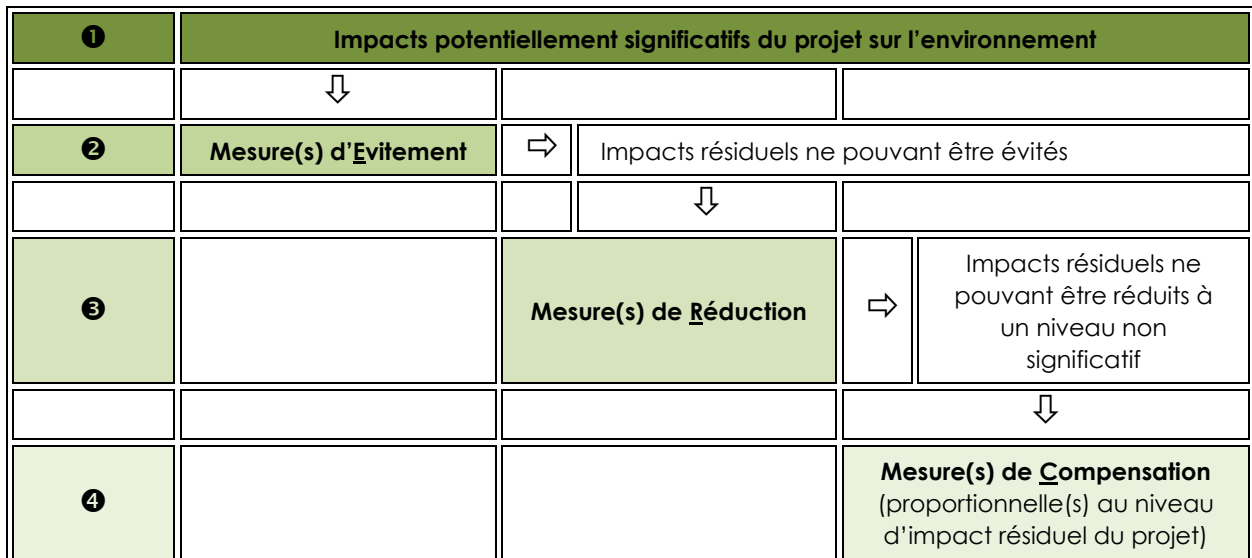 ❶ Impacts potentiellement significatifs du projet sur l'environnement
⇩
❷ Mesure(s) d'Evitement ⇨ Impacts résiduels ne pouvant être évités
⇩
❸ Mesure(s) de Réduction ⇨ Impacts résiduels ne
pouvant être réduits à
un niveau non
significatif
⇩
❹ Mesure(s) de Compensation
(proportionnelle(s) au niveau
d'impact résiduel du projet)